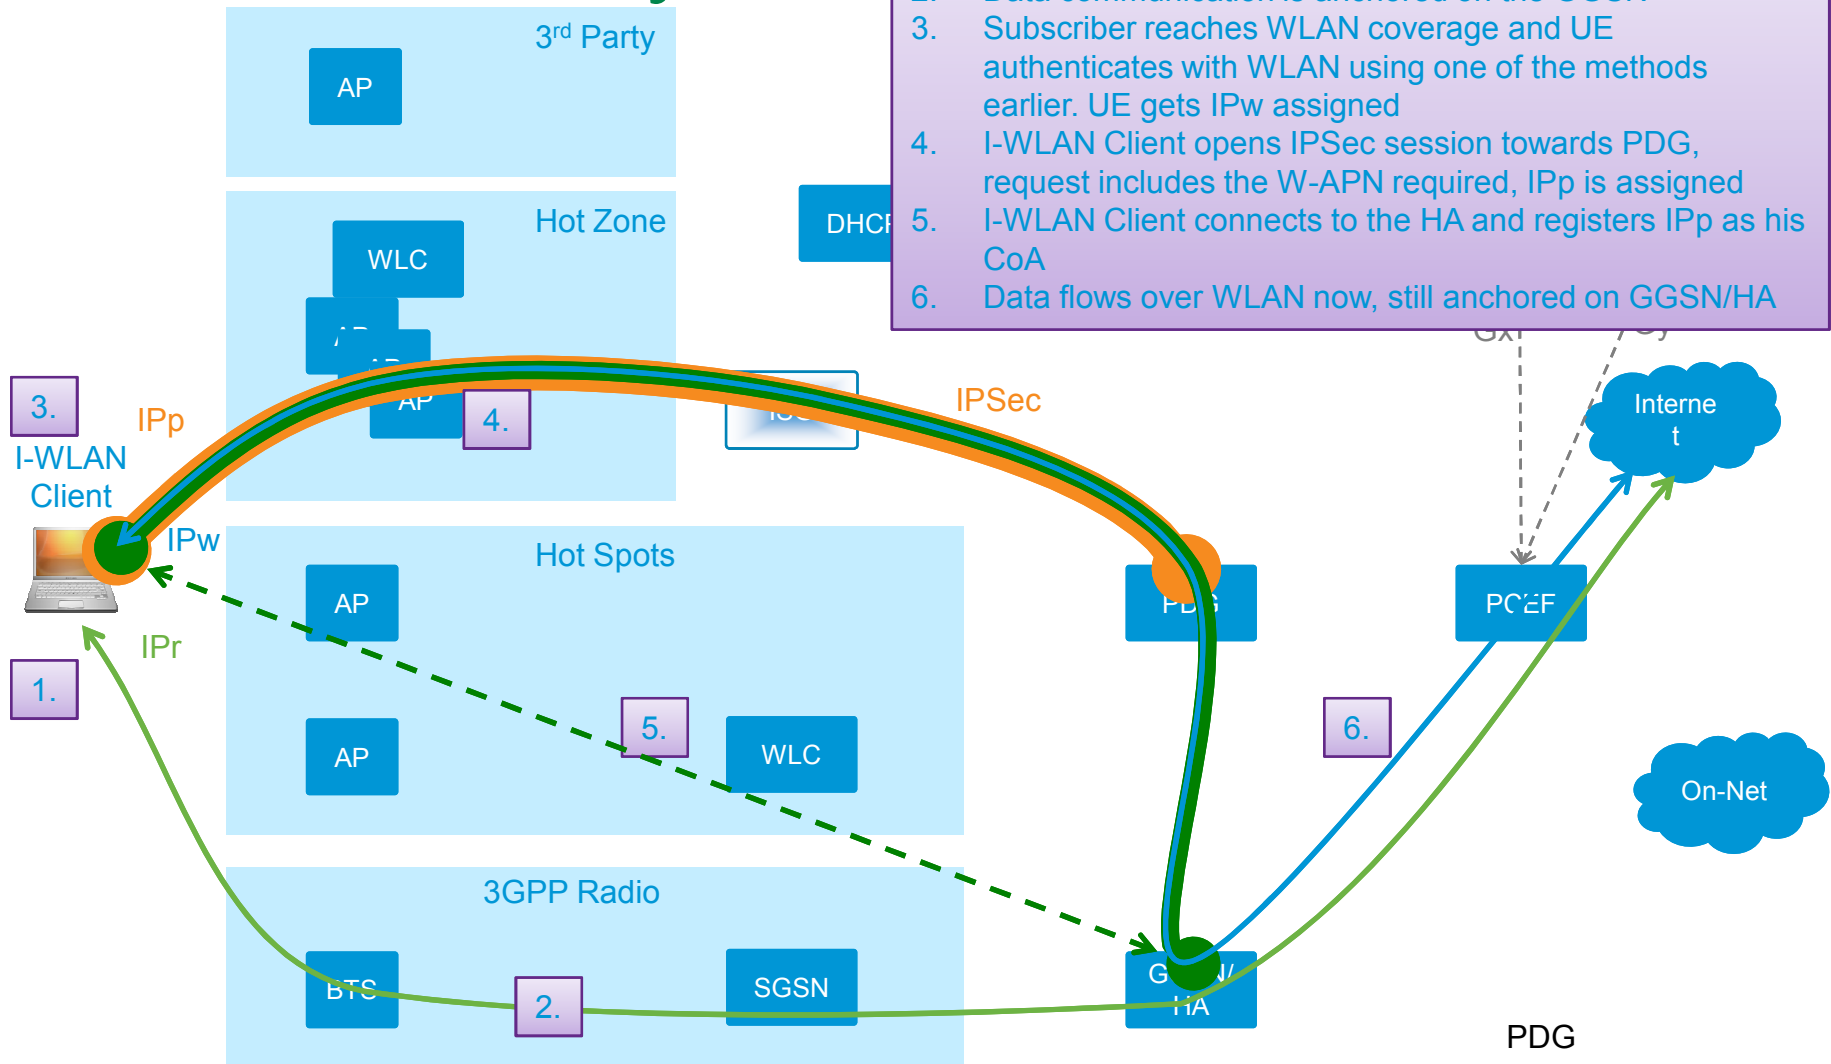 3rd Party
AP
3. Subscriber reaches WLAN coverage and UE
authenticates with WLAN using one of the methods
earlier. UE gets IPw assigned
4. I-WLAN Client opens IPSec session towards PDG,
request includes the W-APN required, IPp is assigned
5. I-WLAN Client connects to the HA and registers IPp as his
CoA
6. Data flows over WLAN now, still anchored on GGSN/HA
Hot Zone
WLC
AP
AP
AP
4.
IPSec
Gx
Interne
t
3.
IPp
I-WLAN
Client
IPw
IPr
1.
Hot Spots
AP
PDG
PCEF
AP
5.
WLC
6.
On-Net
3GPP Radio
BTS
2.
SGSN
HA
PDG